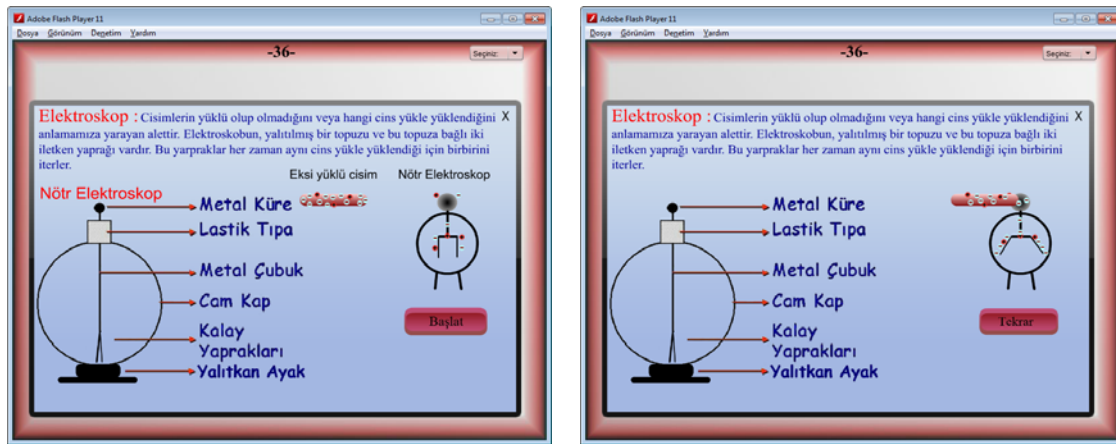 Adobe Flash Player 11
Dosya Görünüm Denetim Yardım
-36-
Seçiniz:
Elektroskop : Cisimlerin yüklü olup olmadığını veya hangi cins yükle yüklendiğini X
anlamamıza yarayan alettir. Elektroskobun, yalıtılmış bir topuzu ve bu topuza bağlı iki
iletken yaprağı vardır. Bu yarpraklar her zaman aynı cins yükle yüklendiği için birbirini
iterler.
Eksi yüklü cisim Nötr Elektroskop
Nötr Elektroskop
Metal Küre
Lastik Tıpa
Metal Çubuk
Cam Kap
Kalay
Yaprakları
Yalıtkan Ayak
Başlat
Adobe Flash Player 11
Dosya Görünüm Denetim Yardım
-36-
Seçiniz:
Elektroskop : Cisimlerin yüklü olup olmadığını veya hangi cins yükle yüklendiğini X
anlamamıza yarayan alettir. Elektroskobun, yalıtılmış bir topuzu ve bu topuza bağlı iki
iletken yaprağı vardır. Bu yarpraklar her zaman aynı cins yükle yüklendiği için birbirini
iterler.
Metal Küre
Lastik Tıpa
Metal Çubuk
Cam Kap
Kalay
Yaprakları
Yalıtkan Ayak
Tekrar